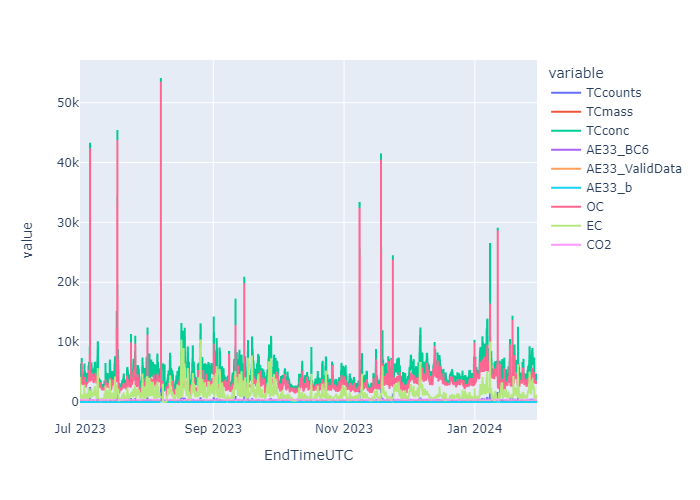 variable
TCcounts
TCmass
TCconc
AE33_BC6
AE33_ValidData
AE33_b
OC
EC
CO2
50k
40k
30k
20k
10k
0
value
Jul 2023
Sep 2023
Nov 2023
Jan 2024
EndTimeUTC